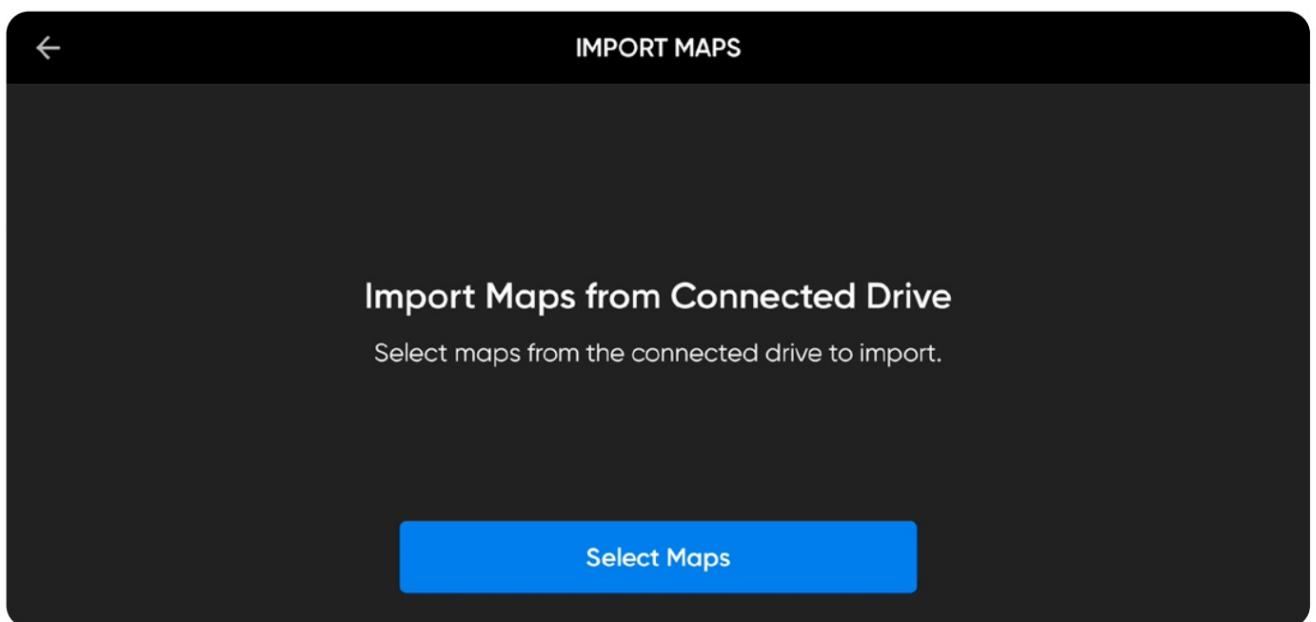 IMPORT MAPS
Import Maps from Connected Drive
Select maps from the connected drive to import.
Select Maps